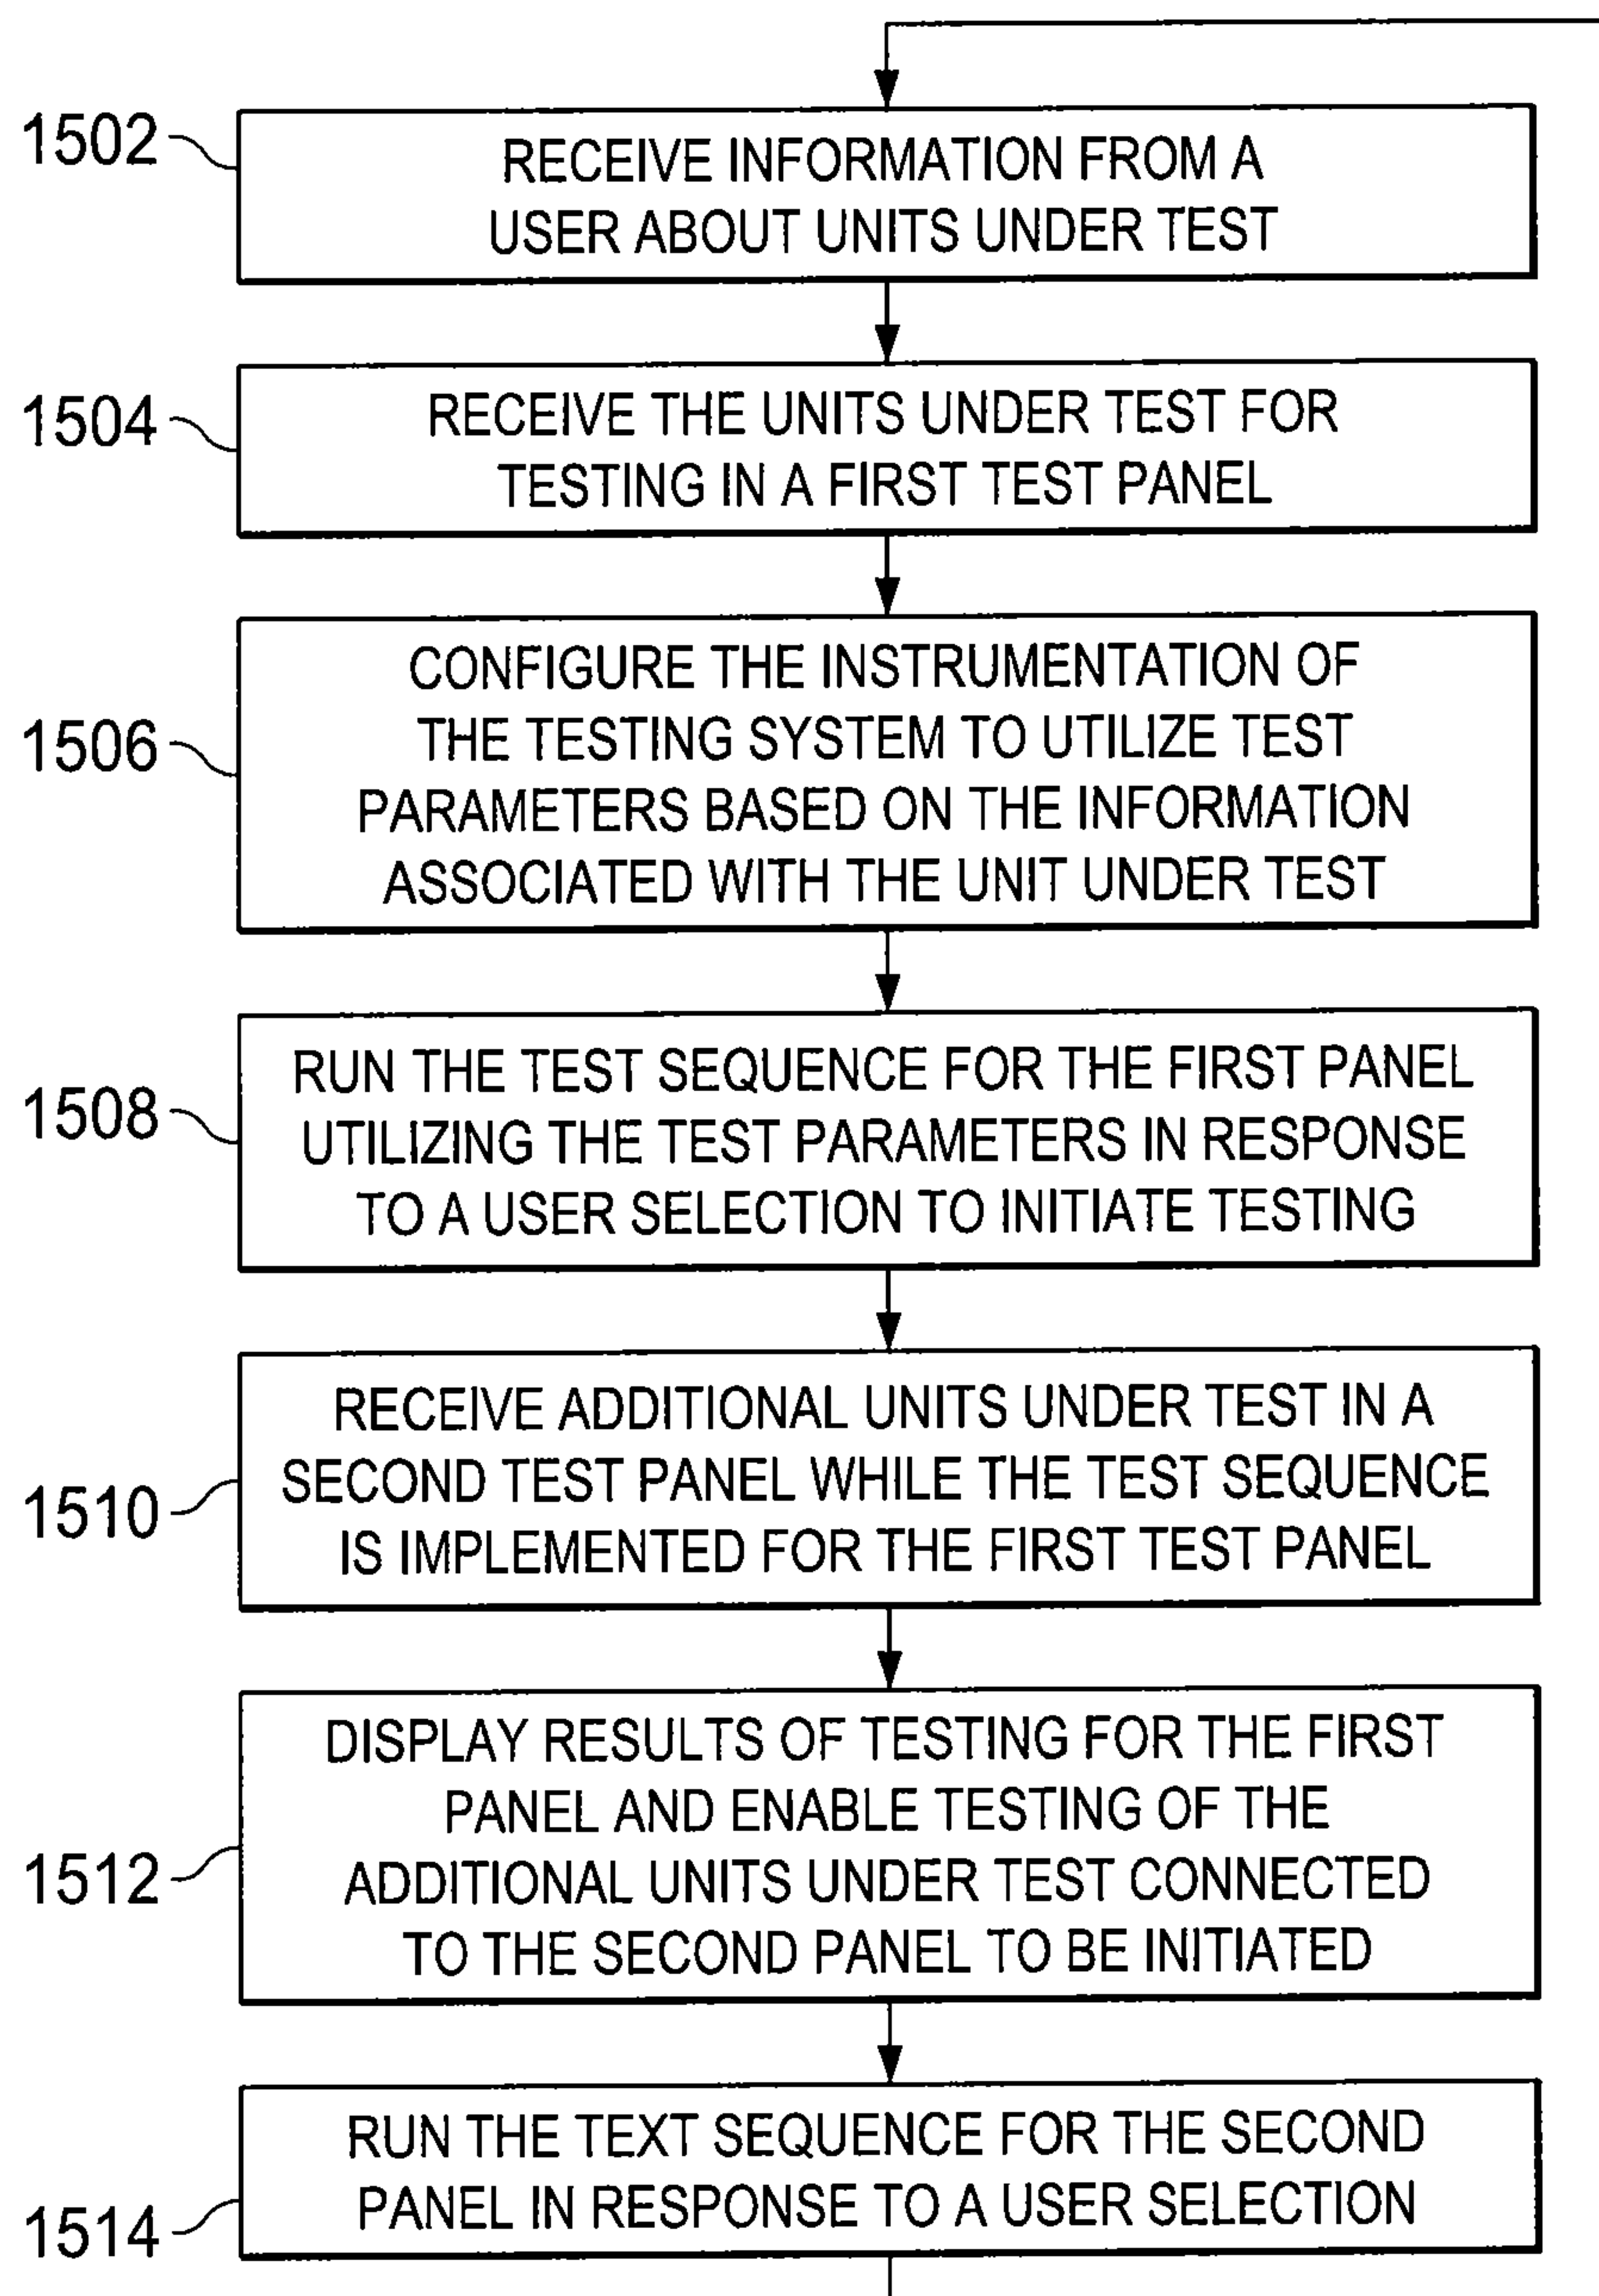 1502
RECEIVE INFORMATION FROM A
USER ABOUT UNITS UNDER TEST
1504
RECEIVE THE UNITS UNDER TEST FOR
TESTING IN A FIRST TEST PANEL
1506
CONFIGURE THE INSTRUMENTATION OF
THE TESTING SYSTEM TO UTILIZE TEST
PARAMETERS BASED ON THE INFORMATION
ASSOCIATED WITH THE UNIT UNDER TEST
1508
RUN THE TEST SEQUENCE FOR THE FIRST PANEL
UTILIZING THE TEST PARAMETERS IN RESPONSE
TO A USER SELECTION TO INITIATE TESTING
1510
RECEIVE ADDITIONAL UNITS UNDER TEST IN A
SECOND TEST PANEL WHILE THE TEST SEQUENCE
IS IMPLEMENTED FOR THE FIRST TEST PANEL
1512
DISPLAY RESULTS OF TESTING FOR THE FIRST
PANEL AND ENABLE TESTING OF THE
ADDITIONAL UNITS UNDER TEST CONNECTED
TO THE SECOND PANEL TO BE INITIATED
1514
RUN THE TEXT SEQUENCE FOR THE SECOND
PANEL IN RESPONSE TO A USER SELECTION